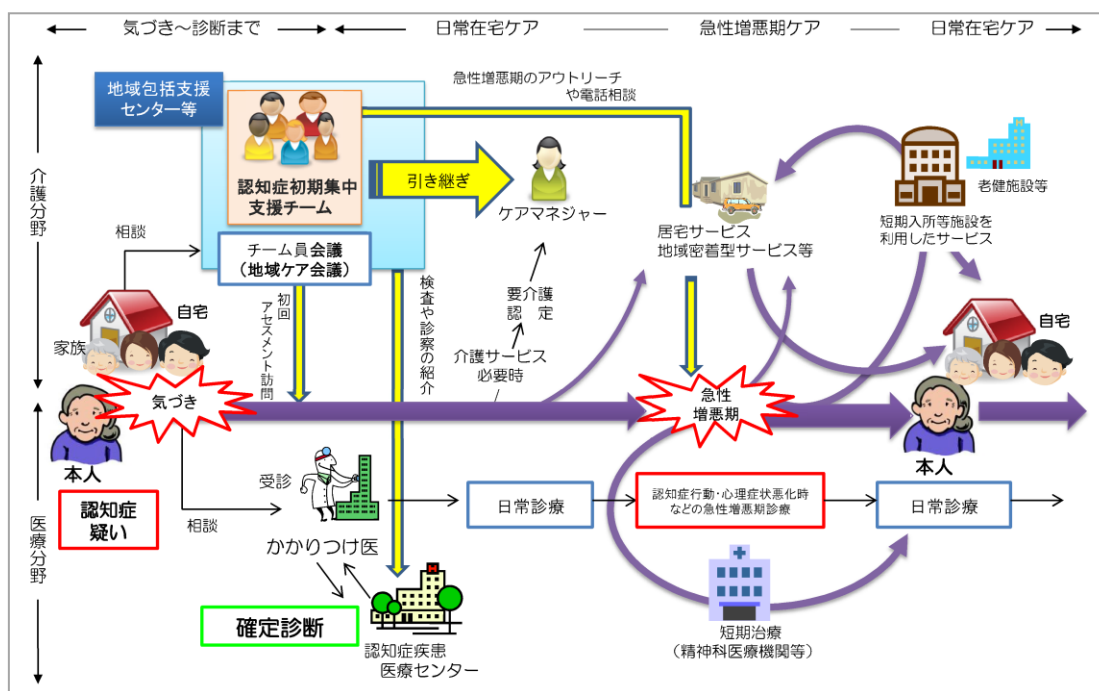 気づき～診断まで
日常在宅ケア
急性増悪期ケア
日常在宅ケア
介護分野
医療分野
地域包括支援
センター等
認知症初期集中
支援チーム
チーム員会議
（地域ケア会議）
急性増悪期のアウトリーチ
や電話相談
引き継ぎ
ケアマネジャー
居宅サービス
地域密着型サービス等
老健施設等
短期入所等施設を
利用したサービス
相談
自宅
家族
気づき
本人
認知症
疑い
初回
アセスメント訪問
検査や診察の紹介
要介護
認　定
介護サービス
必要時
急性
増悪期
自宅
本人
相談
受診
かかりつけ医
日常診療
認知症行動・心理症状悪化時
などの急性増悪期診療
日常診療
確定診断
認知症疾患
医療センター
短期治療
（精神科医療機関等）